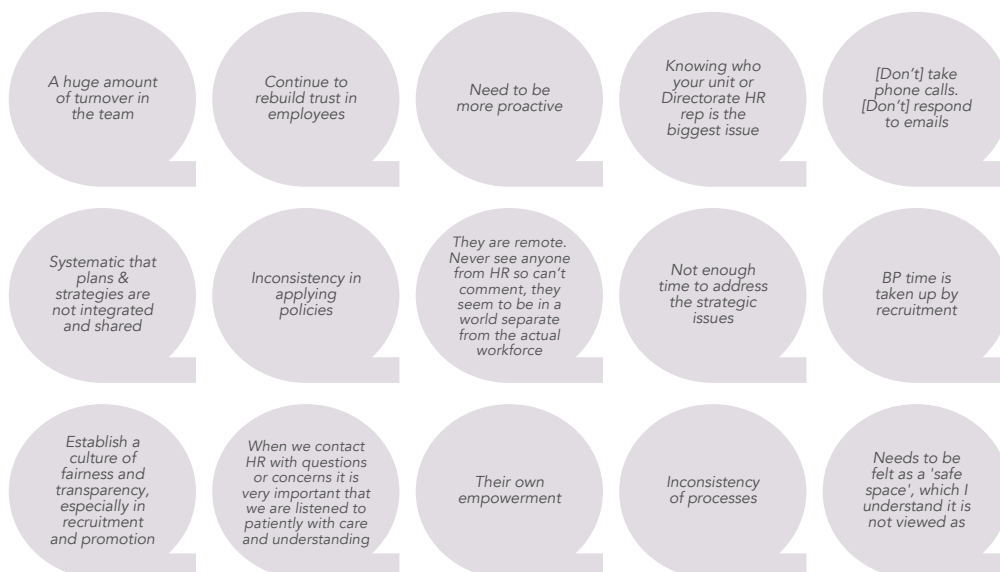 A huge amount
of turnover in
the team
Continue to
rebuild trust in
employees
Need to be
more proactive
Knowing who
your unit or
Directorate HR
rep is the
biggest issue
[Don’t] take
phone calls.
[Don’t] respond
to emails
Systematic that
plans &
strategies are
not integrated
and shared
Inconsistency in
applying
policies
They are remote.
Never see anyone
from HR so can’t
comment, they
seem to be in a
world separate
from the actual
workforce
Not enough
time to address
the strategic
issues
BP time is
taken up by
recruitment
Establish a
culture of
fairness and
transparency,
especially in
recruitment
and promotion
When we contact
HR with questions
or concerns it is
very important that
we are listened to
patiently with care
and understanding
Their own
empowerment
Inconsistency
of processes
Needs to be
felt as a 'safe
space', which I
understand it is
not viewed as